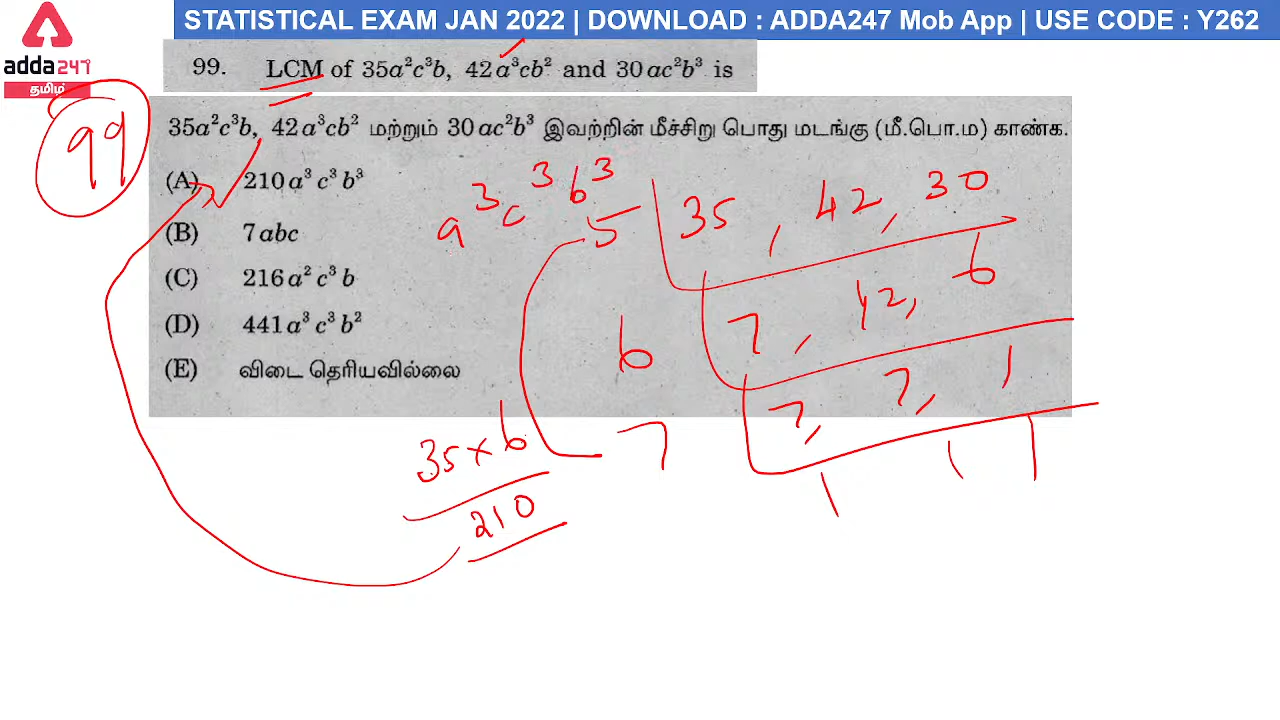 STATISTICAL EXAM JAN 2022 | DOWNLOAD : ADDA247 Mob App | USE CODE : Y262
adda247
தமிழ்
99. LCM of 35a²c³b, 42a³cb² and 30ac²b³ is
99
35a²c³b, 42a³cb² மற்றும் 30ac²b³ இவற்றின் மீச்சிறு பொது மடங்கு (மீ.பொ.ம) காண்க.
(A) 210a³c³b³
(B) 7abc
(C) 216a²c³b
(D) 441a³c³b²
(E) விடை தெரியவில்லை
a³c³b³
5 35, 42, 30
6 7, 42, 6
7 7, 7, 1
1 1 1
35×6
210